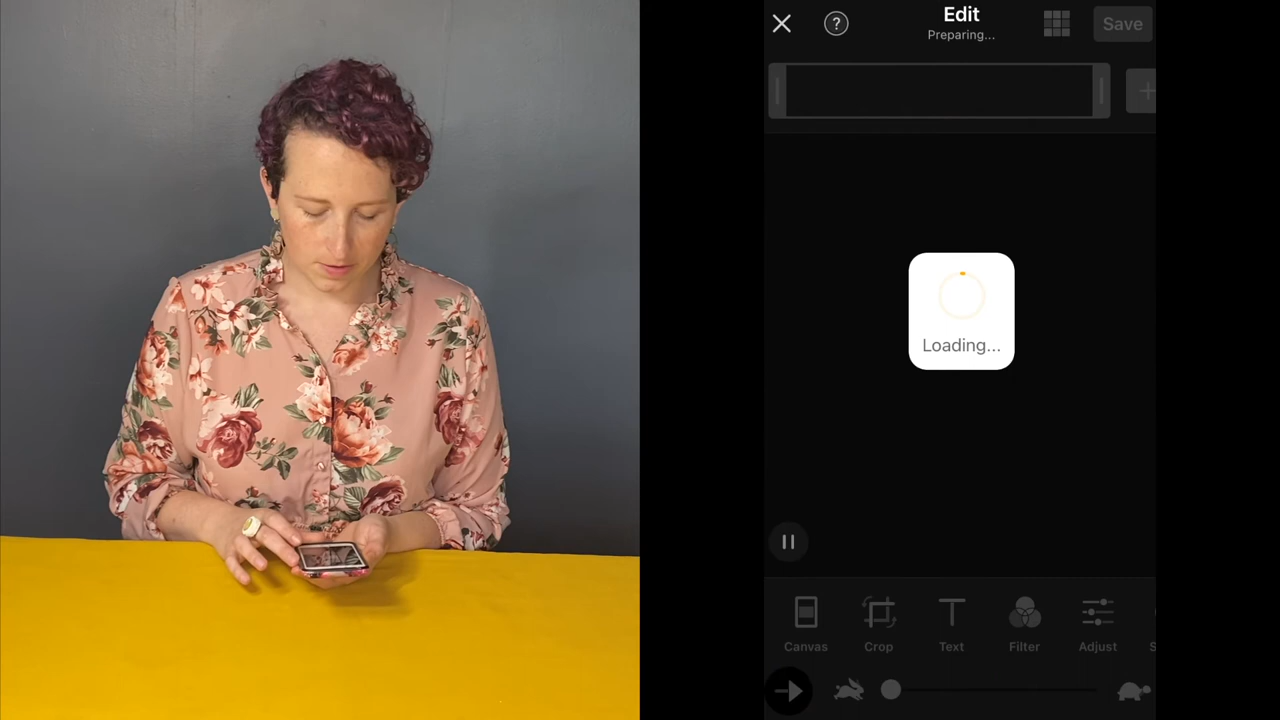 Edit
Save
Preparing...
Loading...
Canvas
Crop
Text
Filter
Adjust
S